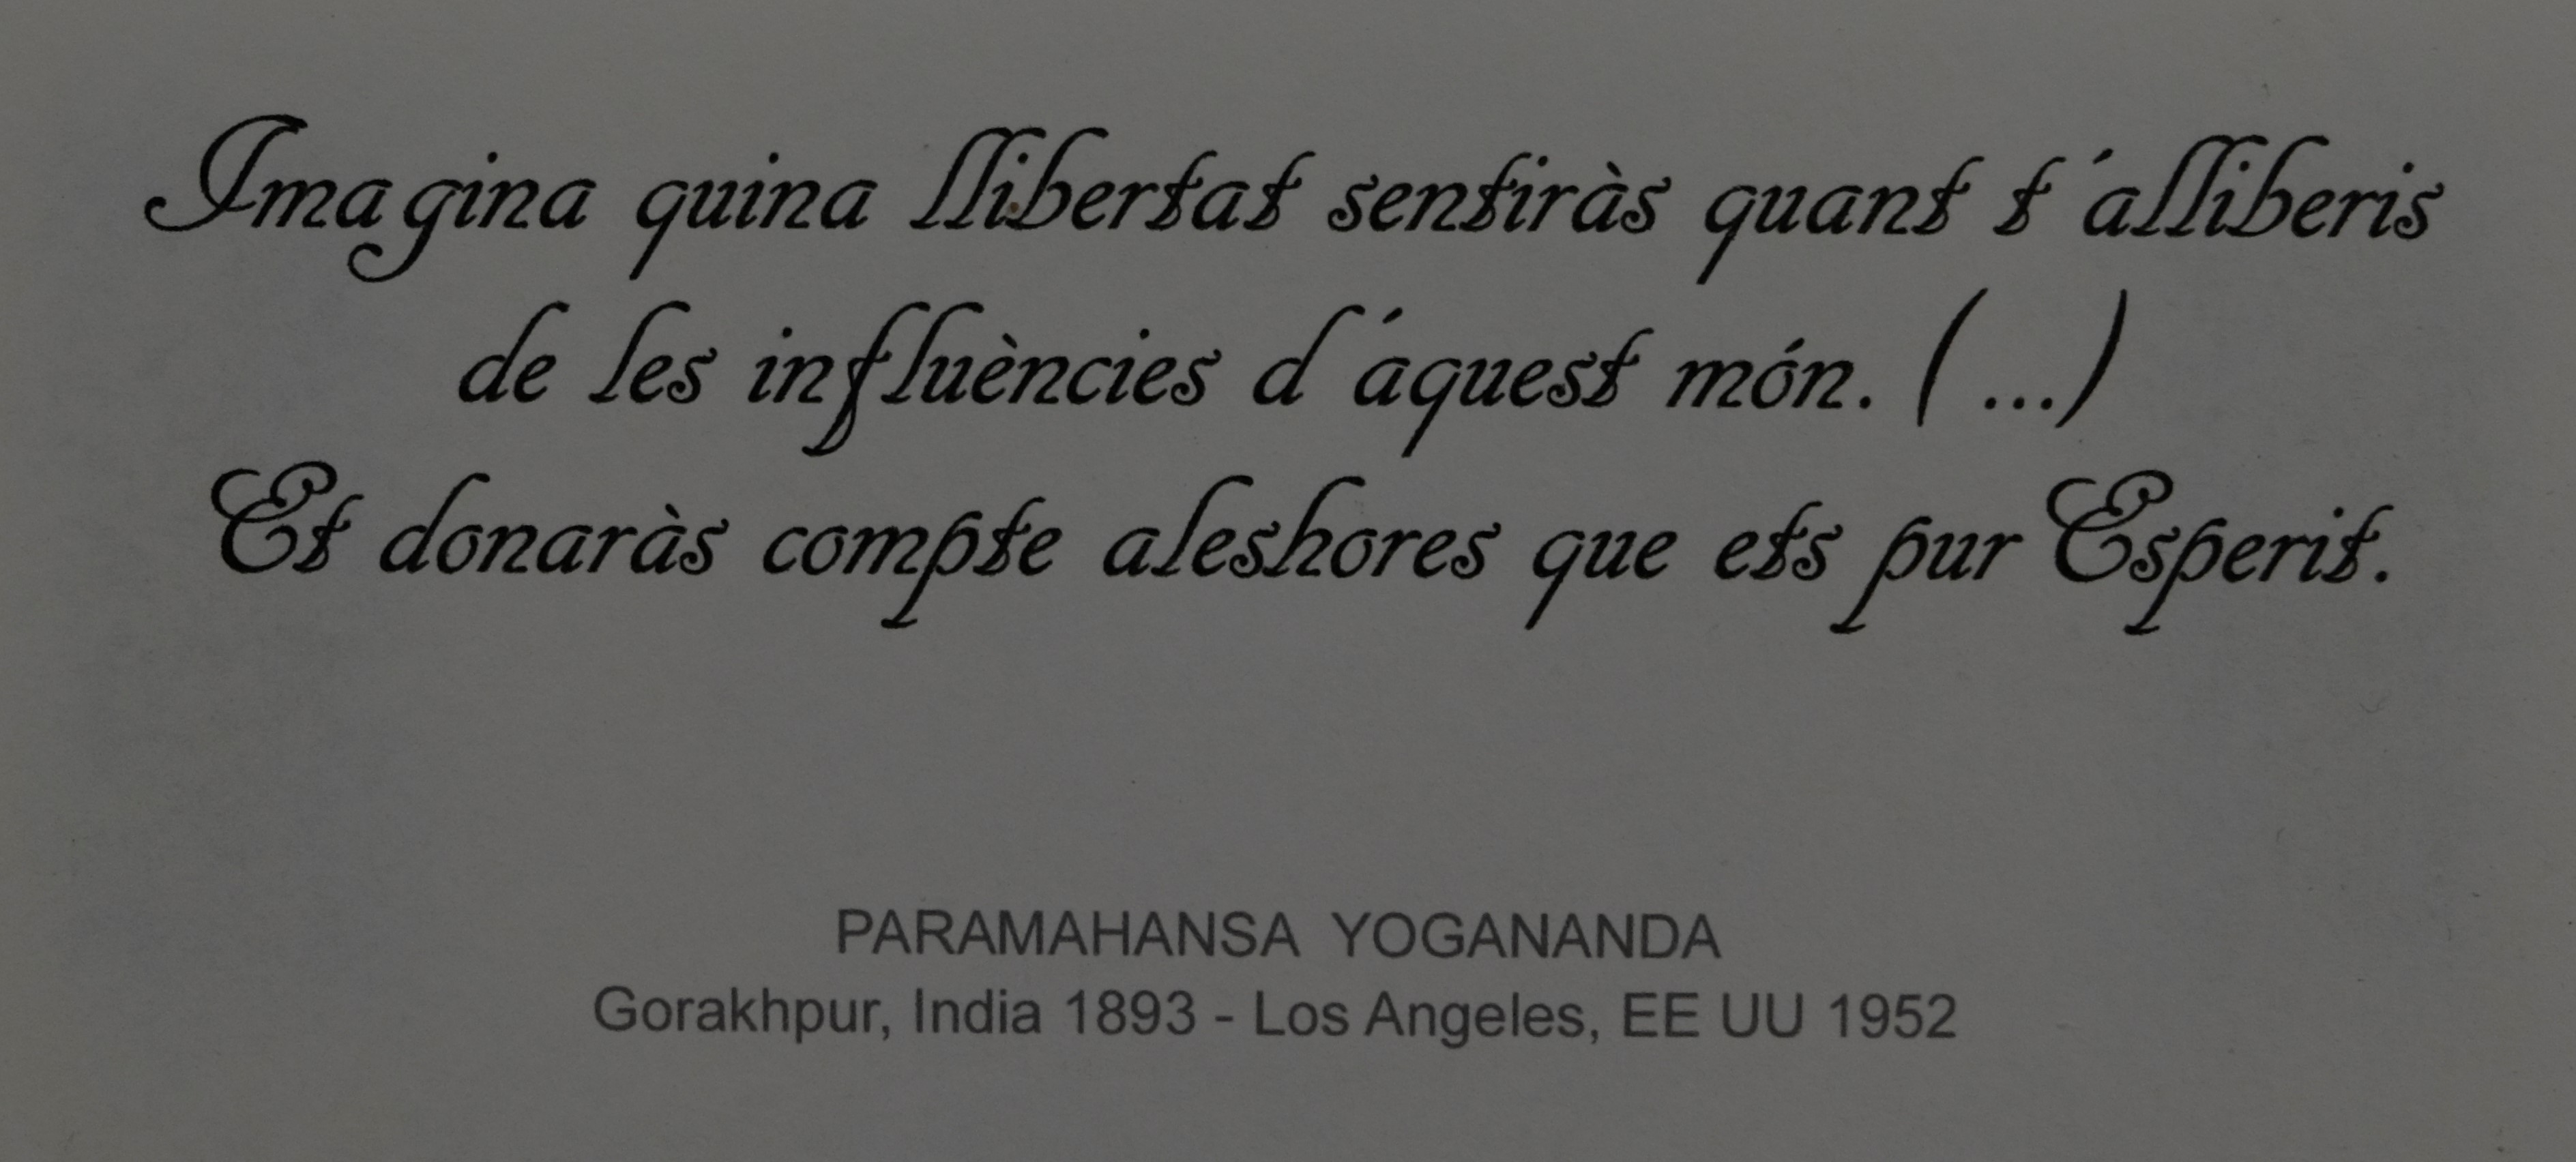 Imagina quina llibertat sentiràs quant t´alliberis
de les influències d´aquest món. (...)
Et donaràs compte aleshores que ets pur Esperit.
PARAMAHANSA YOGANANDA
Gorakhpur, India 1893 - Los Angeles, EE UU 1952